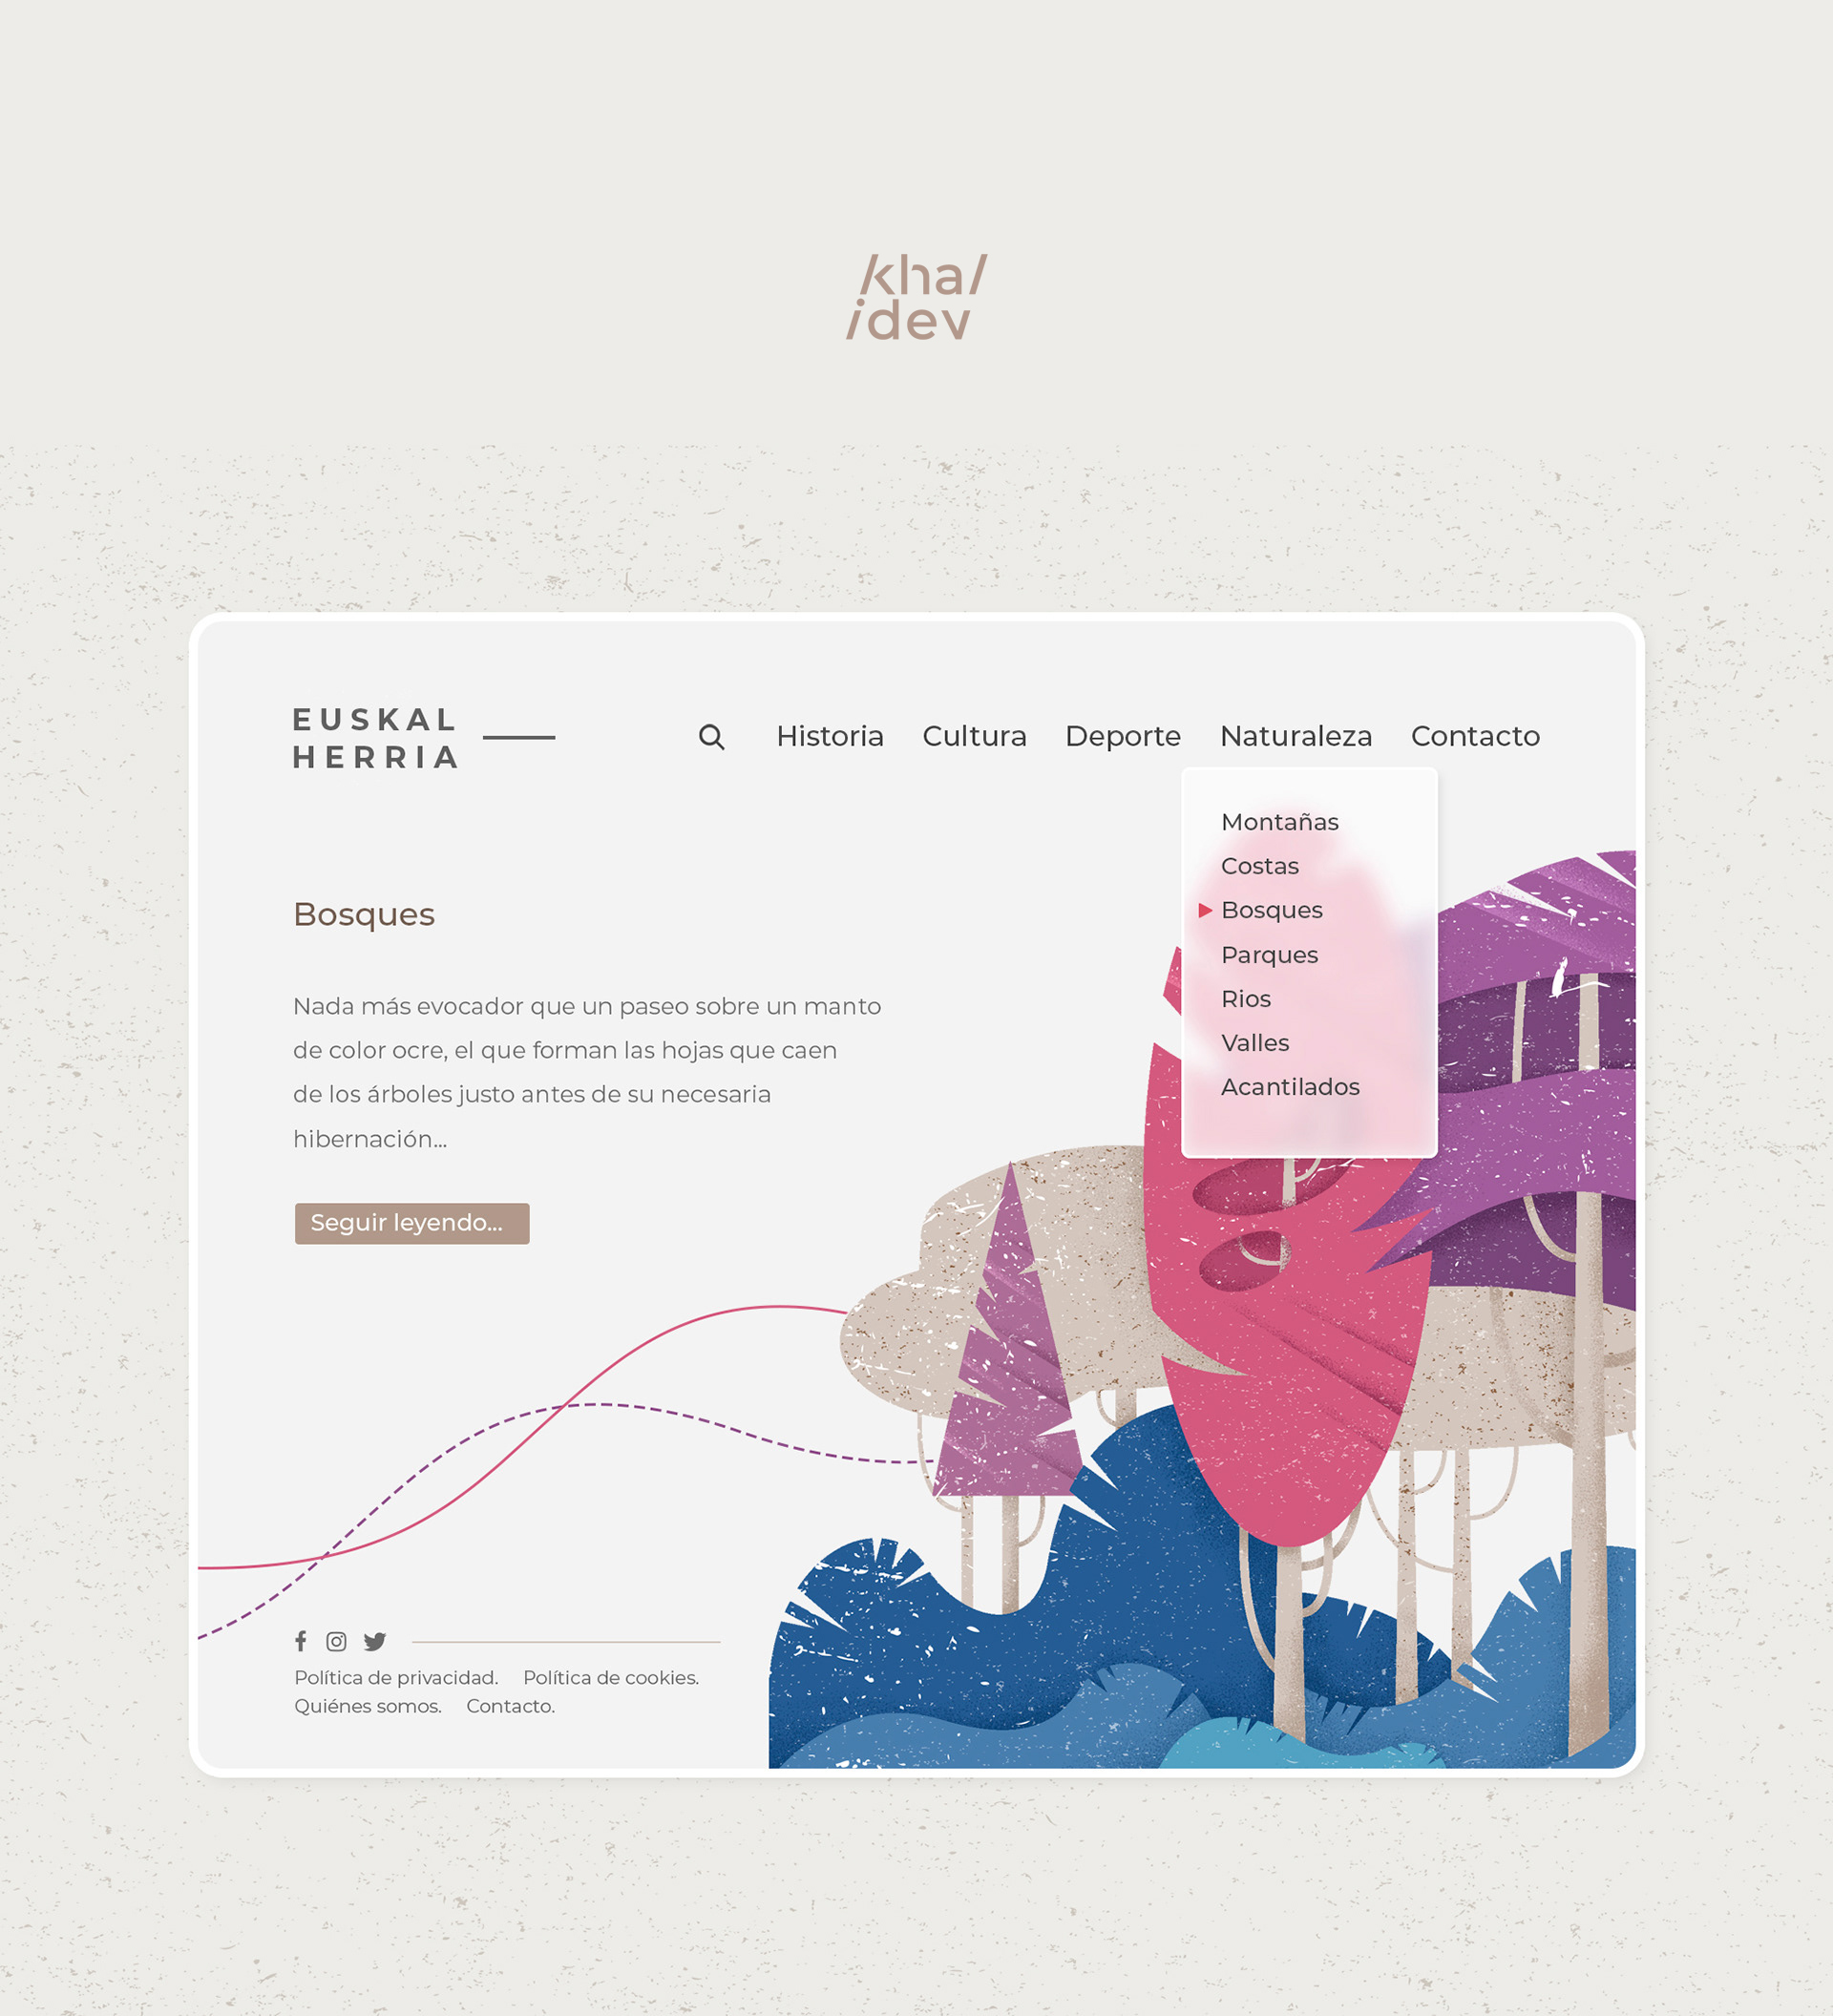 khal
idev
EUSKAL
HERRIA
Historia Cultura Deporte Naturaleza Contacto
Montañas
Costas
Bosques
Parques
Rios
Valles
Acantilados
Bosques
Nada más evocador que un paseo sobre un manto
de color ocre, el que forman las hojas que caen
de los árboles justo antes de su necesaria
hibernación...
Seguir leyendo...
Política de privacidad. Política de cookies.
Quiénes somos. Contacto.